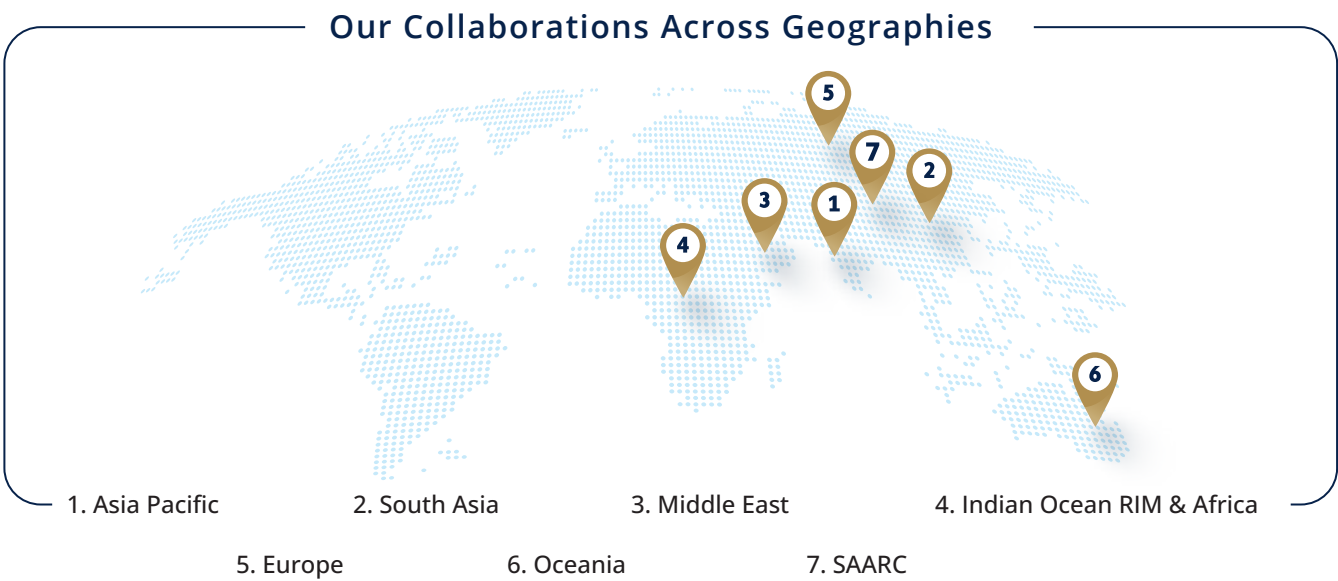 Our Collaborations Across Geographies
5
7
2
3
1
4
6
1. Asia Pacific
2. South Asia
3. Middle East
4. Indian Ocean RIM & Africa
5. Europe
6. Oceania
7. SAARC